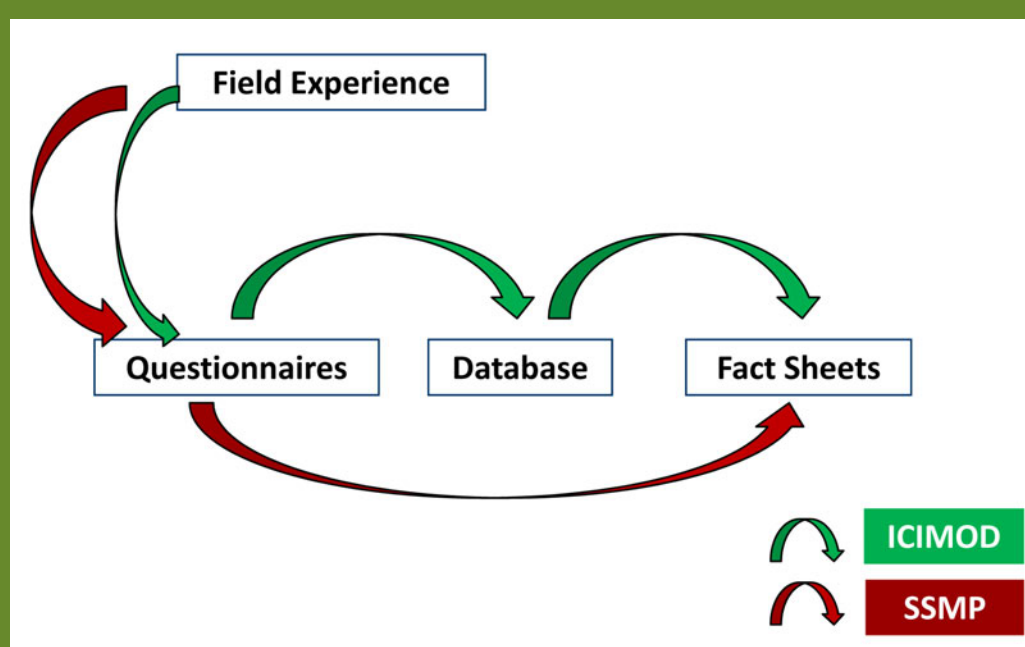 Field Experience
Questionnaires
Database
Fact Sheets
ICIMOD
SSMP